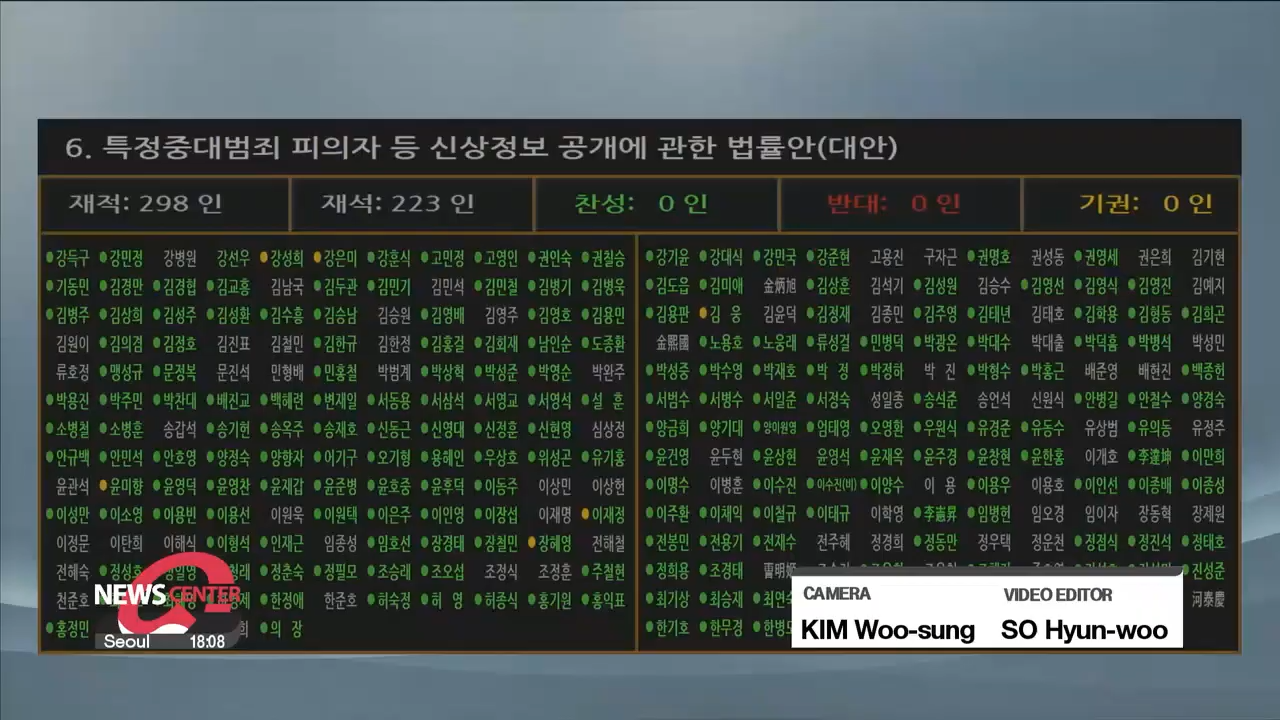 6. 특정중대범죄 피의자 등 신상정보 공개에 관한 법률안(대안)
재적: 298 인 재석: 223 인 찬성: 0 인 반대: 0 인 기권: 0 인
강득구 강민정 강병원 강선우 강성희 강은미 강훈식 고민정 고영인 권인숙 권칠승
기동민 김경만 김경협 김교흥 김남국 김두관 김민기 김민석 김민철 김병기 김병욱
김병주 김상희 김성주 김성환 김수흥 김승남 김승원 김영배 김영주 김영호 김용민
김원이 김의겸 김정호 김진표 김철민 김한규 김한정 김홍걸 김회재 남인순 도종환
류호정 맹성규 문정복 문진석 민형배 민홍철 박범계 박상혁 박성준 박영순 박완주
박용진 박주민 박찬대 배진교 백혜련 변재일 서동용 서삼석 서영교 서영석 설 훈
소병철 소병훈 송갑석 송기헌 송옥주 송재호 신동근 신영대 신정훈 신현영 심상정
안규백 안민석 안호영 양정숙 양향자 어기구 오기형 용혜인 우상호 위성곤 유기홍
윤관석 윤미향 윤영덕 윤영찬 윤재갑 윤준병 윤호중 윤후덕 이동주 이상민 이상헌
이성만 이소영 이용빈 이용선 이원욱 이원택 이은주 이인영 이장섭 이재명 이재정
이정문 이탄희 이해식 이형석 인재근 임종성 임호선 장경태 장철민 장혜영 전해철
전혜숙 정춘숙 정필모 조승래 조오섭 조정식 조정훈 주철현
천준호 한정애 한준호 허숙정 허 영 허종식 홍기원 홍익표
홍정민 의 장
강기윤 강대식 강민국 강준현 고용진 구자근 권명호 권성동 권영세 권은희 김기현
김도읍 김미애 金炳旭 김상훈 김석기 김성원 김승수 김영선 김영식 김영진 김예지
김용판 김 웅 김윤덕 김정재 김종민 김주영 김태년 김태호 김학용 김형동 김희곤
金熙國 노용호 노웅래 류성걸 민병덕 박광온 박대수 박대출 박덕흠 박병석 박성민
박성중 박수영 박재호 박 정 박정하 박 진 박형수 박홍근 배준영 배현진 백종헌
서범수 서병수 서일준 서정숙 성일종 송석준 송언석 신원식 안병길 안철수 양경숙
양금희 양기대 양이원영 엄태영 오영환 우원식 유경준 유동수 유상범 유의동 유정주
윤건영 윤두현 윤상현 윤영석 윤재옥 윤주경 윤창현 윤한홍 이개호 李達坤 이만희
이명수 이병훈 이수진 이수진(비) 이양수 이 용 이용우 이용호 이인선 이종배 이종성
이주환 이채익 이철규 이태규 이학영 李憲昇 임병헌 임오경 임이자 장동혁 장제원
전봉민 전용기 전재수 전주혜 정경희 정동만 정우택 정운천 정점식 정진석 정태호
정희용 조경태 진성준
최기상 최승재 河泰慶
한기호 한무경
NEWS CENTER
Seoul 18:08
CAMERA VIDEO EDITOR
KIM Woo-sung SO Hyun-woo